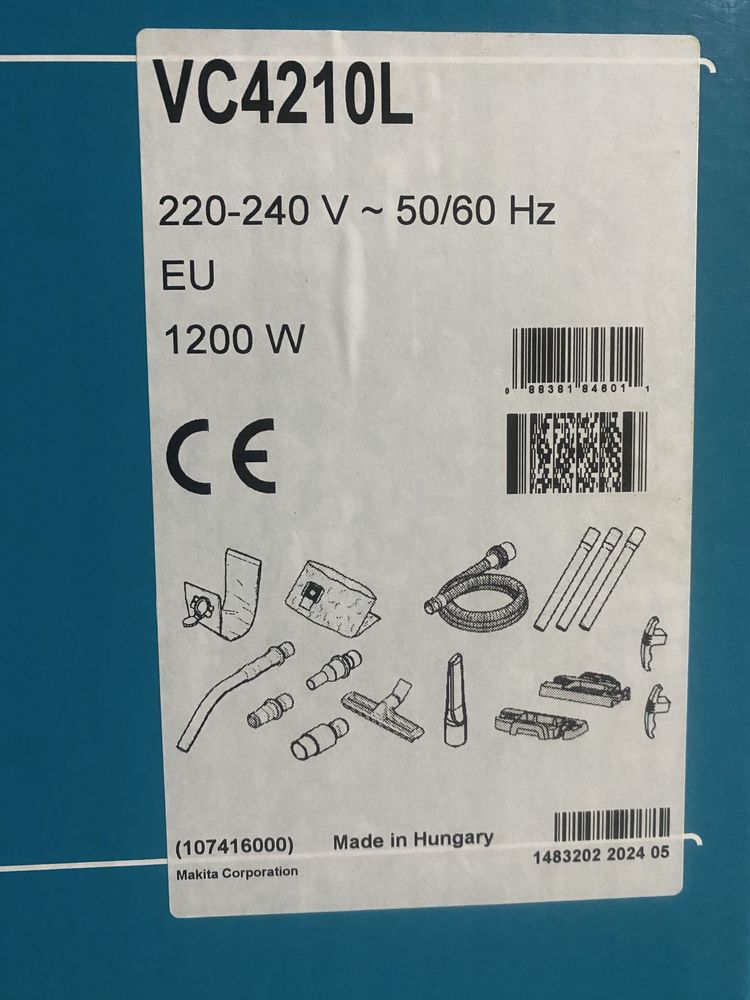 VC4210L
220-240 V ~ 50/60 Hz
EU
1200 W
0 88381 84601 1
CE
(107416000)
Made in Hungary
Makita Corporation
1483202 2024 05